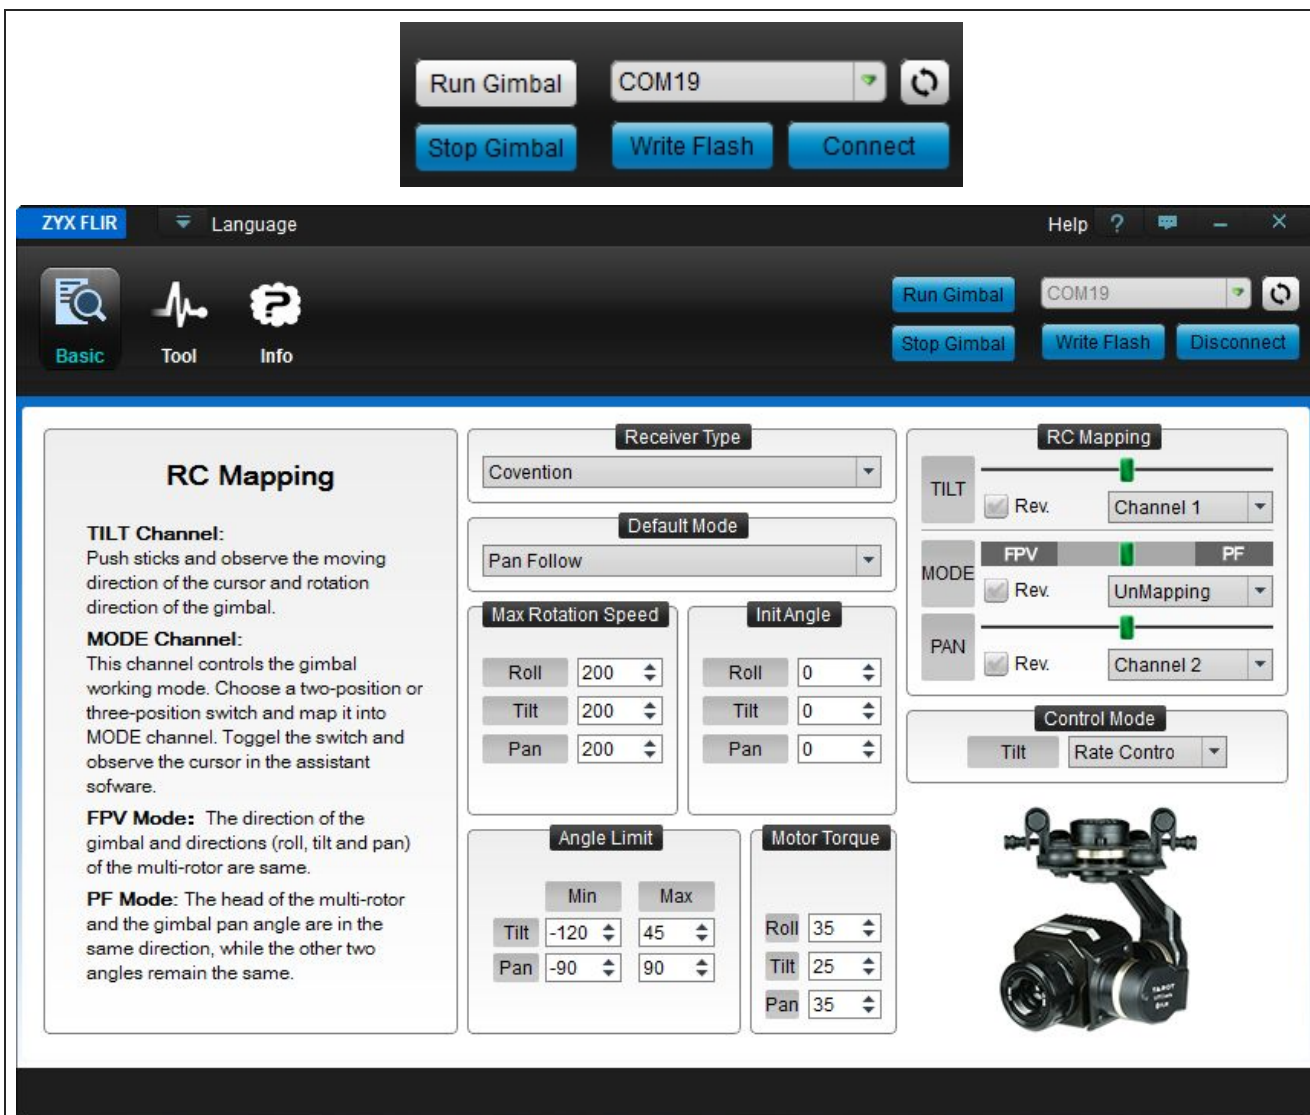 Run Gimbal COM19
Stop Gimbal Write Flash Connect
ZYX FLIR Language Help ?
Run Gimbal COM19
Basic Tool Info
Stop Gimbal Write Flash Disconnect
RC Mapping
TILT Channel:
Push sticks and observe the moving
direction of the cursor and rotation
direction of the gimbal.
MODE Channel:
This channel controls the gimbal
working mode. Choose a two-position or
three-position switch and map it into
MODE channel. Toggel the switch and
observe the cursor in the assistant
sofware.
FPV Mode: The direction of the
gimbal and directions (roll, tilt and pan)
of the multi-rotor are same.
PF Mode: The head of the multi-rotor
and the gimbal pan angle are in the
same direction, while the other two
angles remain the same.
Receiver Type
Covention
Default Mode
Pan Follow
Max Rotation Speed
Roll 200
Tilt 200
Pan 200
Init Angle
Roll 0
Tilt 0
Pan 0
Angle Limit
Min Max
Tilt -120 45
Pan -90 90
Motor Torque
Roll 35
Tilt 25
Pan 35
RC Mapping
TILT
Rev. Channel 1
FPV PF
MODE
Rev. UnMapping
PAN
Rev. Channel 2
Control Mode
Tilt Rate Contro
TAROT